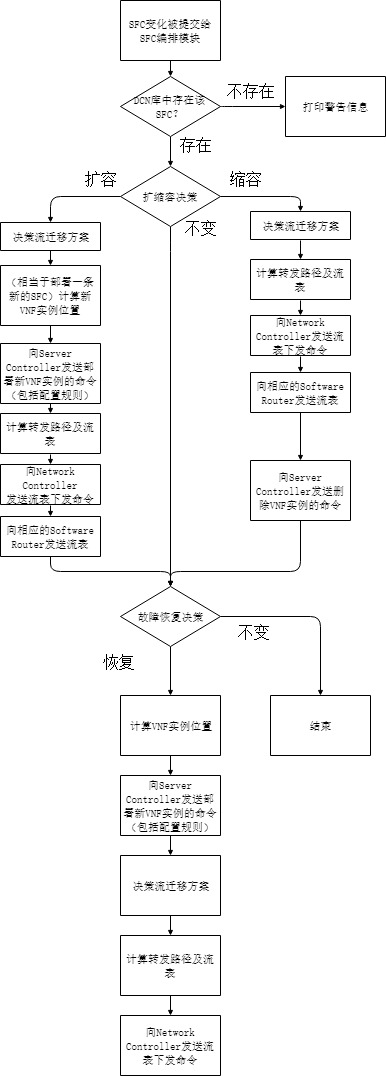 SFC变化被提交给
SFC编排模块
DCN库中存在该
SFC？
不存在
打印警告信息
存在
扩容
扩缩容决策
缩容
不变
决策流迁移方案
（相当于部署一条
新的SFC）计算新
VNF实例位置
向Server
Controller发送部
署新VNF实例的命令
（包括配置规则）
计算转发路径及流
表
向Network
Controller
发送流表下发命令
向相应的Software
Router发送流表
决策流迁移方案
计算转发路径及流
表
向Network
Controller发送流
表下发命令
向相应的Software
Router发送流表
向Server
Controller发送删
除VNF实例的命令
故障恢复决策
不变
恢复
计算VNF实例位置
结束
向Server
Controller发送部
署新VNF实例的命令
（包括配置规则）
决策流迁移方案
计算转发路径及流
表
向Network
Controller发送流
表下发命令